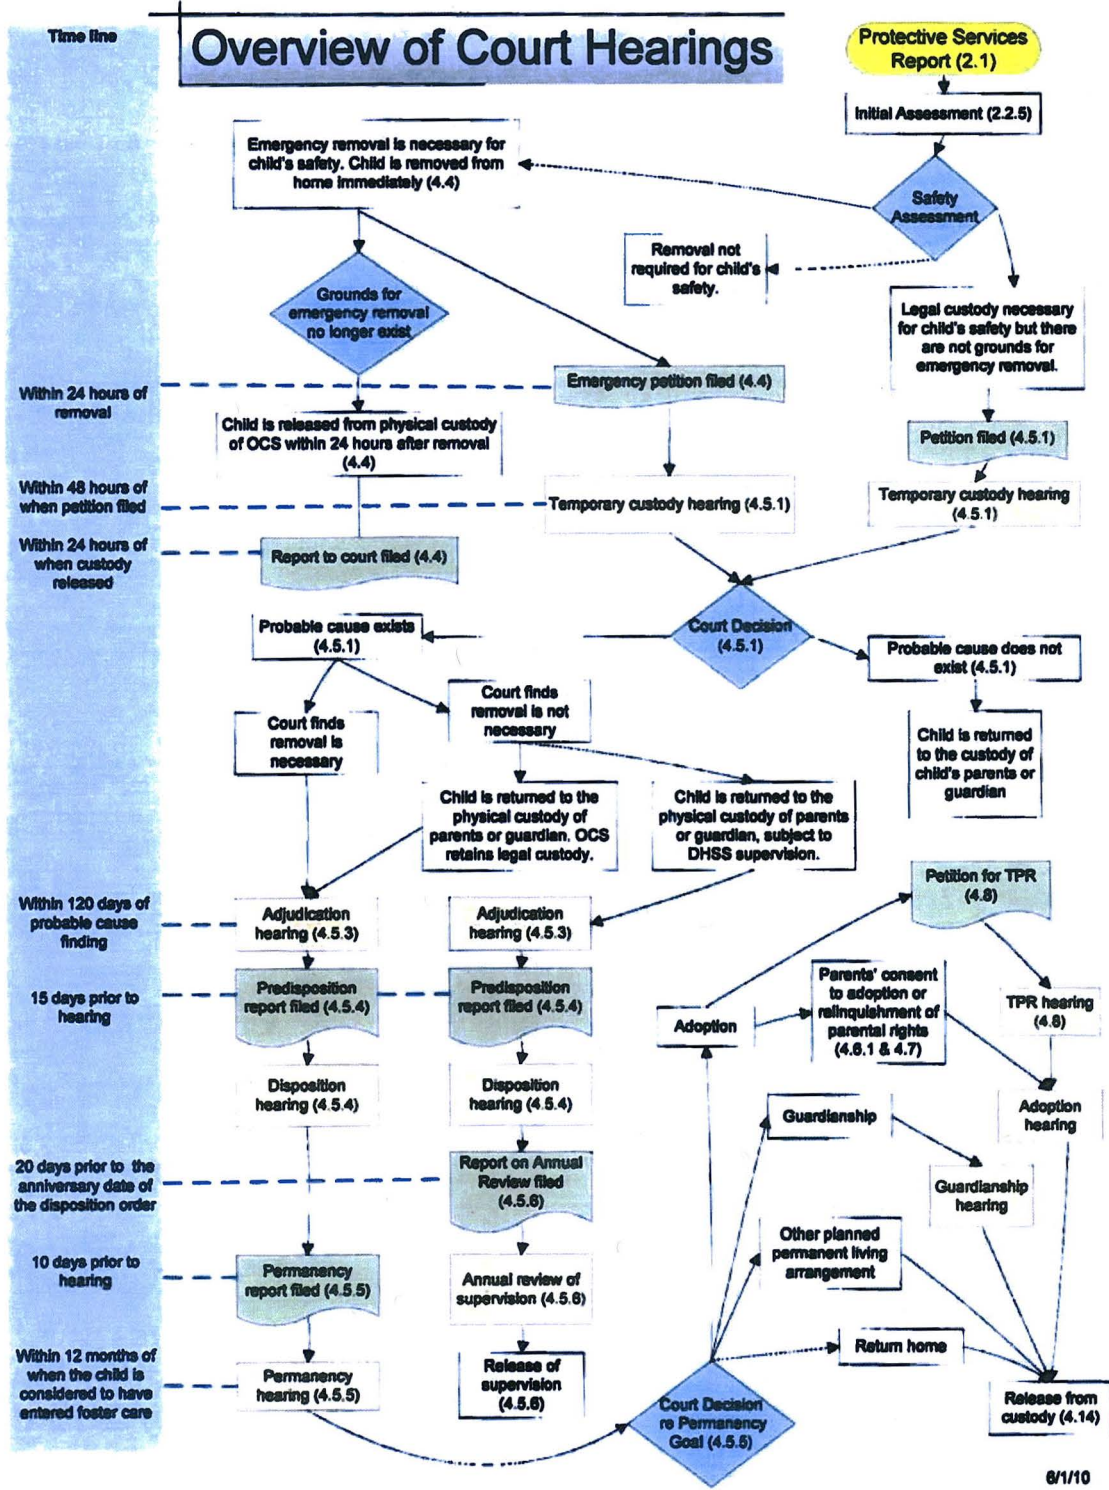 Time line
Overview of Court Hearings
Protective Services
Report (2.1)
Initial Assessment (2.2.5)
Emergency removal is necessary for
child's safety. Child is removed from
home immediately (4.4)
Safety
Assessment
Removal not
required for child's
safety.
Grounds for
emergency removal
no longer exist
Legal custody necessary
for child's safety but there
are not grounds for
emergency removal.
Within 24 hours of
removal
Emergency petition filed (4.4)
Child is released from physical custody
of OCS within 24 hours after removal
(4.4)
Petition filed (4.5.1)
Within 48 hours of
when petition filed
Temporary custody hearing (4.5.1)
Temporary custody hearing
(4.5.1)
Within 24 hours of
when custody
released
Report to court filed (4.4)
Probable cause exists
(4.5.1)
Court Decision
(4.5.1)
Probable cause does not
exist (4.5.1)
Court finds
removal is
necessary
Court finds
removal is not
necessary
Child is returned
to the custody of
child's parents or
guardian
Child is returned to the
physical custody of
parents or guardian. OCS
retains legal custody.
Child is returned to the
physical custody of parents
or guardian, subject to
DHSS supervision.
Within 120 days of
probable cause
finding
Adjudication
hearing (4.5.3)
Adjudication
hearing (4.5.3)
Petition for TPR
(4.8)
15 days prior to
hearing
Predisposition
report filed (4.5.4)
Predisposition
report filed (4.5.4)
Adoption
Parents' consent
to adoption or
relinquishment of
parental rights
(4.6.1 & 4.7)
TPR hearing
(4.8)
Disposition
hearing (4.5.4)
Disposition
hearing (4.5.4)
Guardianship
Adoption
hearing
20 days prior to the
anniversary date of
the disposition order
Report on Annual
Review filed
(4.5.6)
Guardianship
hearing
Other planned
permanent living
arrangement
10 days prior to
hearing
Permanency
report filed (4.5.5)
Annual review of
supervision (4.5.6)
Return home
Within 12 months of
when the child is
considered to have
entered foster care
Permanency
hearing (4.5.5)
Release of
supervision
(4.5.6)
Court Decision
re Permanency
Goal (4.5.5)
Release from
custody (4.14)
6/1/10